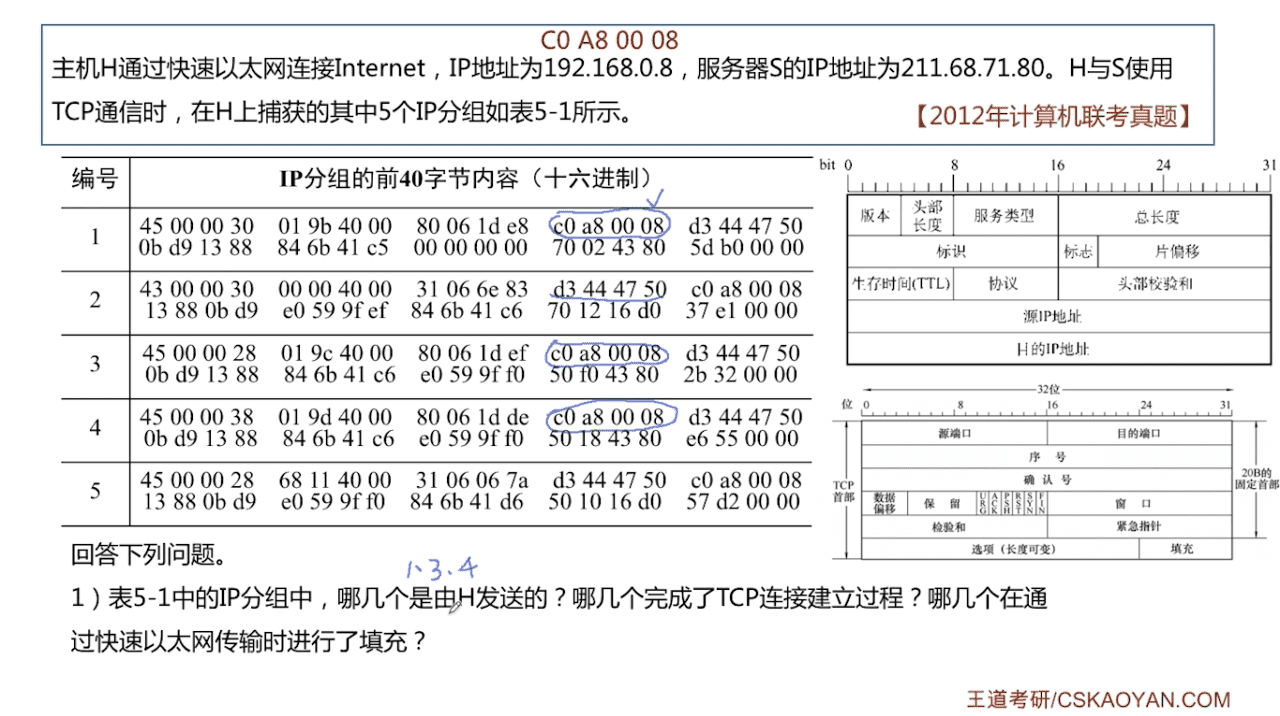 C0 A8 00 08
主机H通过快速以太网连接Internet，IP地址为192.168.0.8，服务器S的IP地址为211.68.71.80。H与S使用
TCP通信时，在H上捕获的其中5个IP分组如表5-1所示。
【2012年计算机联考真题】
编号 IP分组的前40字节内容（十六进制）
1 45 00 00 30 01 9b 40 00 80 06 1d e8 c0 a8 00 08 d3 44 47 50
0b d9 13 88 84 6b 41 c5 00 00 00 00 70 02 43 80 5d b0 00 00
2 43 00 00 30 00 00 40 00 31 06 6e 83 d3 44 47 50 c0 a8 00 08
13 88 0b d9 e0 59 9f ef 84 6b 41 c6 70 12 16 d0 37 e1 00 00
3 45 00 00 28 01 9c 40 00 80 06 1d ef c0 a8 00 08 d3 44 47 50
0b d9 13 88 84 6b 41 c6 e0 59 9f f0 50 f0 43 80 2b 32 00 00
4 45 00 00 38 01 9d 40 00 80 06 1d de c0 a8 00 08 d3 44 47 50
0b d9 13 88 84 6b 41 c6 e0 59 9f f0 50 18 43 80 e6 55 00 00
5 45 00 00 28 68 11 40 00 31 06 06 7a d3 44 47 50 c0 a8 00 08
13 88 0b d9 e0 59 9f f0 84 6b 41 d6 50 10 16 d0 57 d2 00 00
bit 0 8 16 24 31
版本 头部长度 服务类型 总长度
标识 标志 片偏移
生存时间(TTL) 协议 头部校验和
源IP地址
目的IP地址
32位
位 0 8 16 24 31
源端口 目的端口
序 号
确 认 号
数据偏移 保 留 URG ACK PSH RST SYN FIN 窗 口
检验和 紧急指针
选项（长度可变） 填充
TCP首部
20B的固定首部
回答下列问题。
1、3、4
1）表5-1中的IP分组中，哪几个是由H发送的？哪几个完成了TCP连接建立过程？哪几个在通
过快速以太网传输时进行了填充？
王道考研/CSKAOYAN.COM